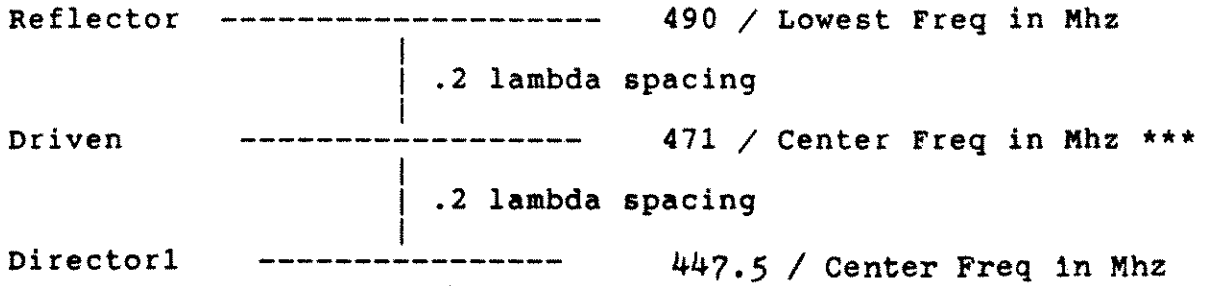 Reflector -------------------- 490 / Lowest Freq in Mhz
.2 lambda spacing
Driven ------------------ 471 / Center Freq in Mhz ***
.2 lambda spacing
Director1 ---------------- 447.5 / Center Freq in Mhz